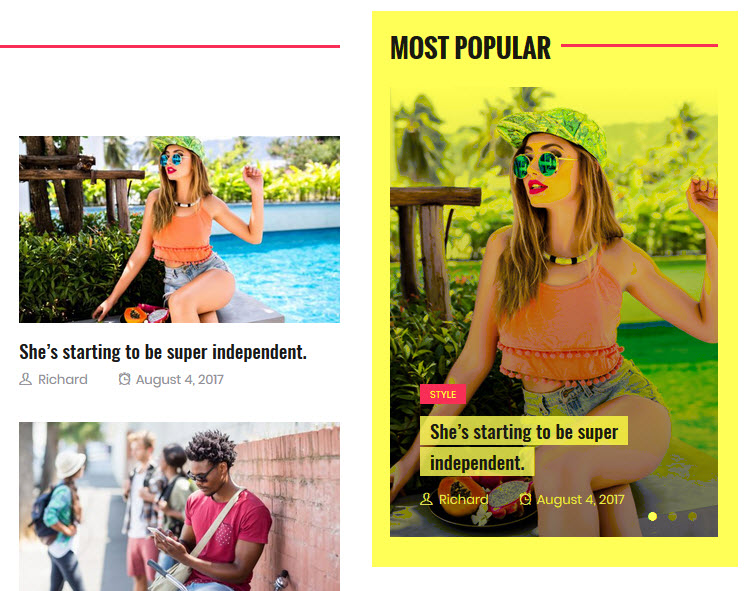 MOST POPULAR
She's starting to be super independent.
Richard August 4, 2017
STYLE
She's starting to be super
independent.
Richard August 4, 2017